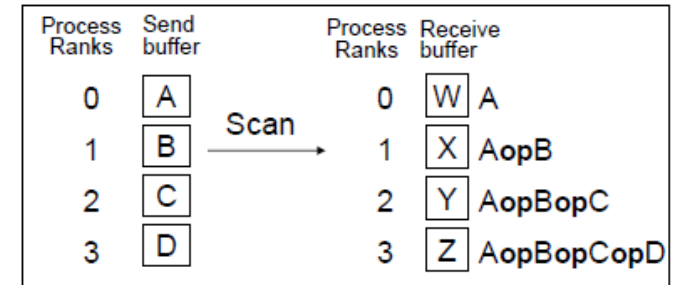 Process Send Process Receive
Ranks buffer Ranks buffer
0 A 0 W A
Scan
1 B 1 X AopB
2 C 2 Y AopBopC
3 D 3 Z AopBopCopD